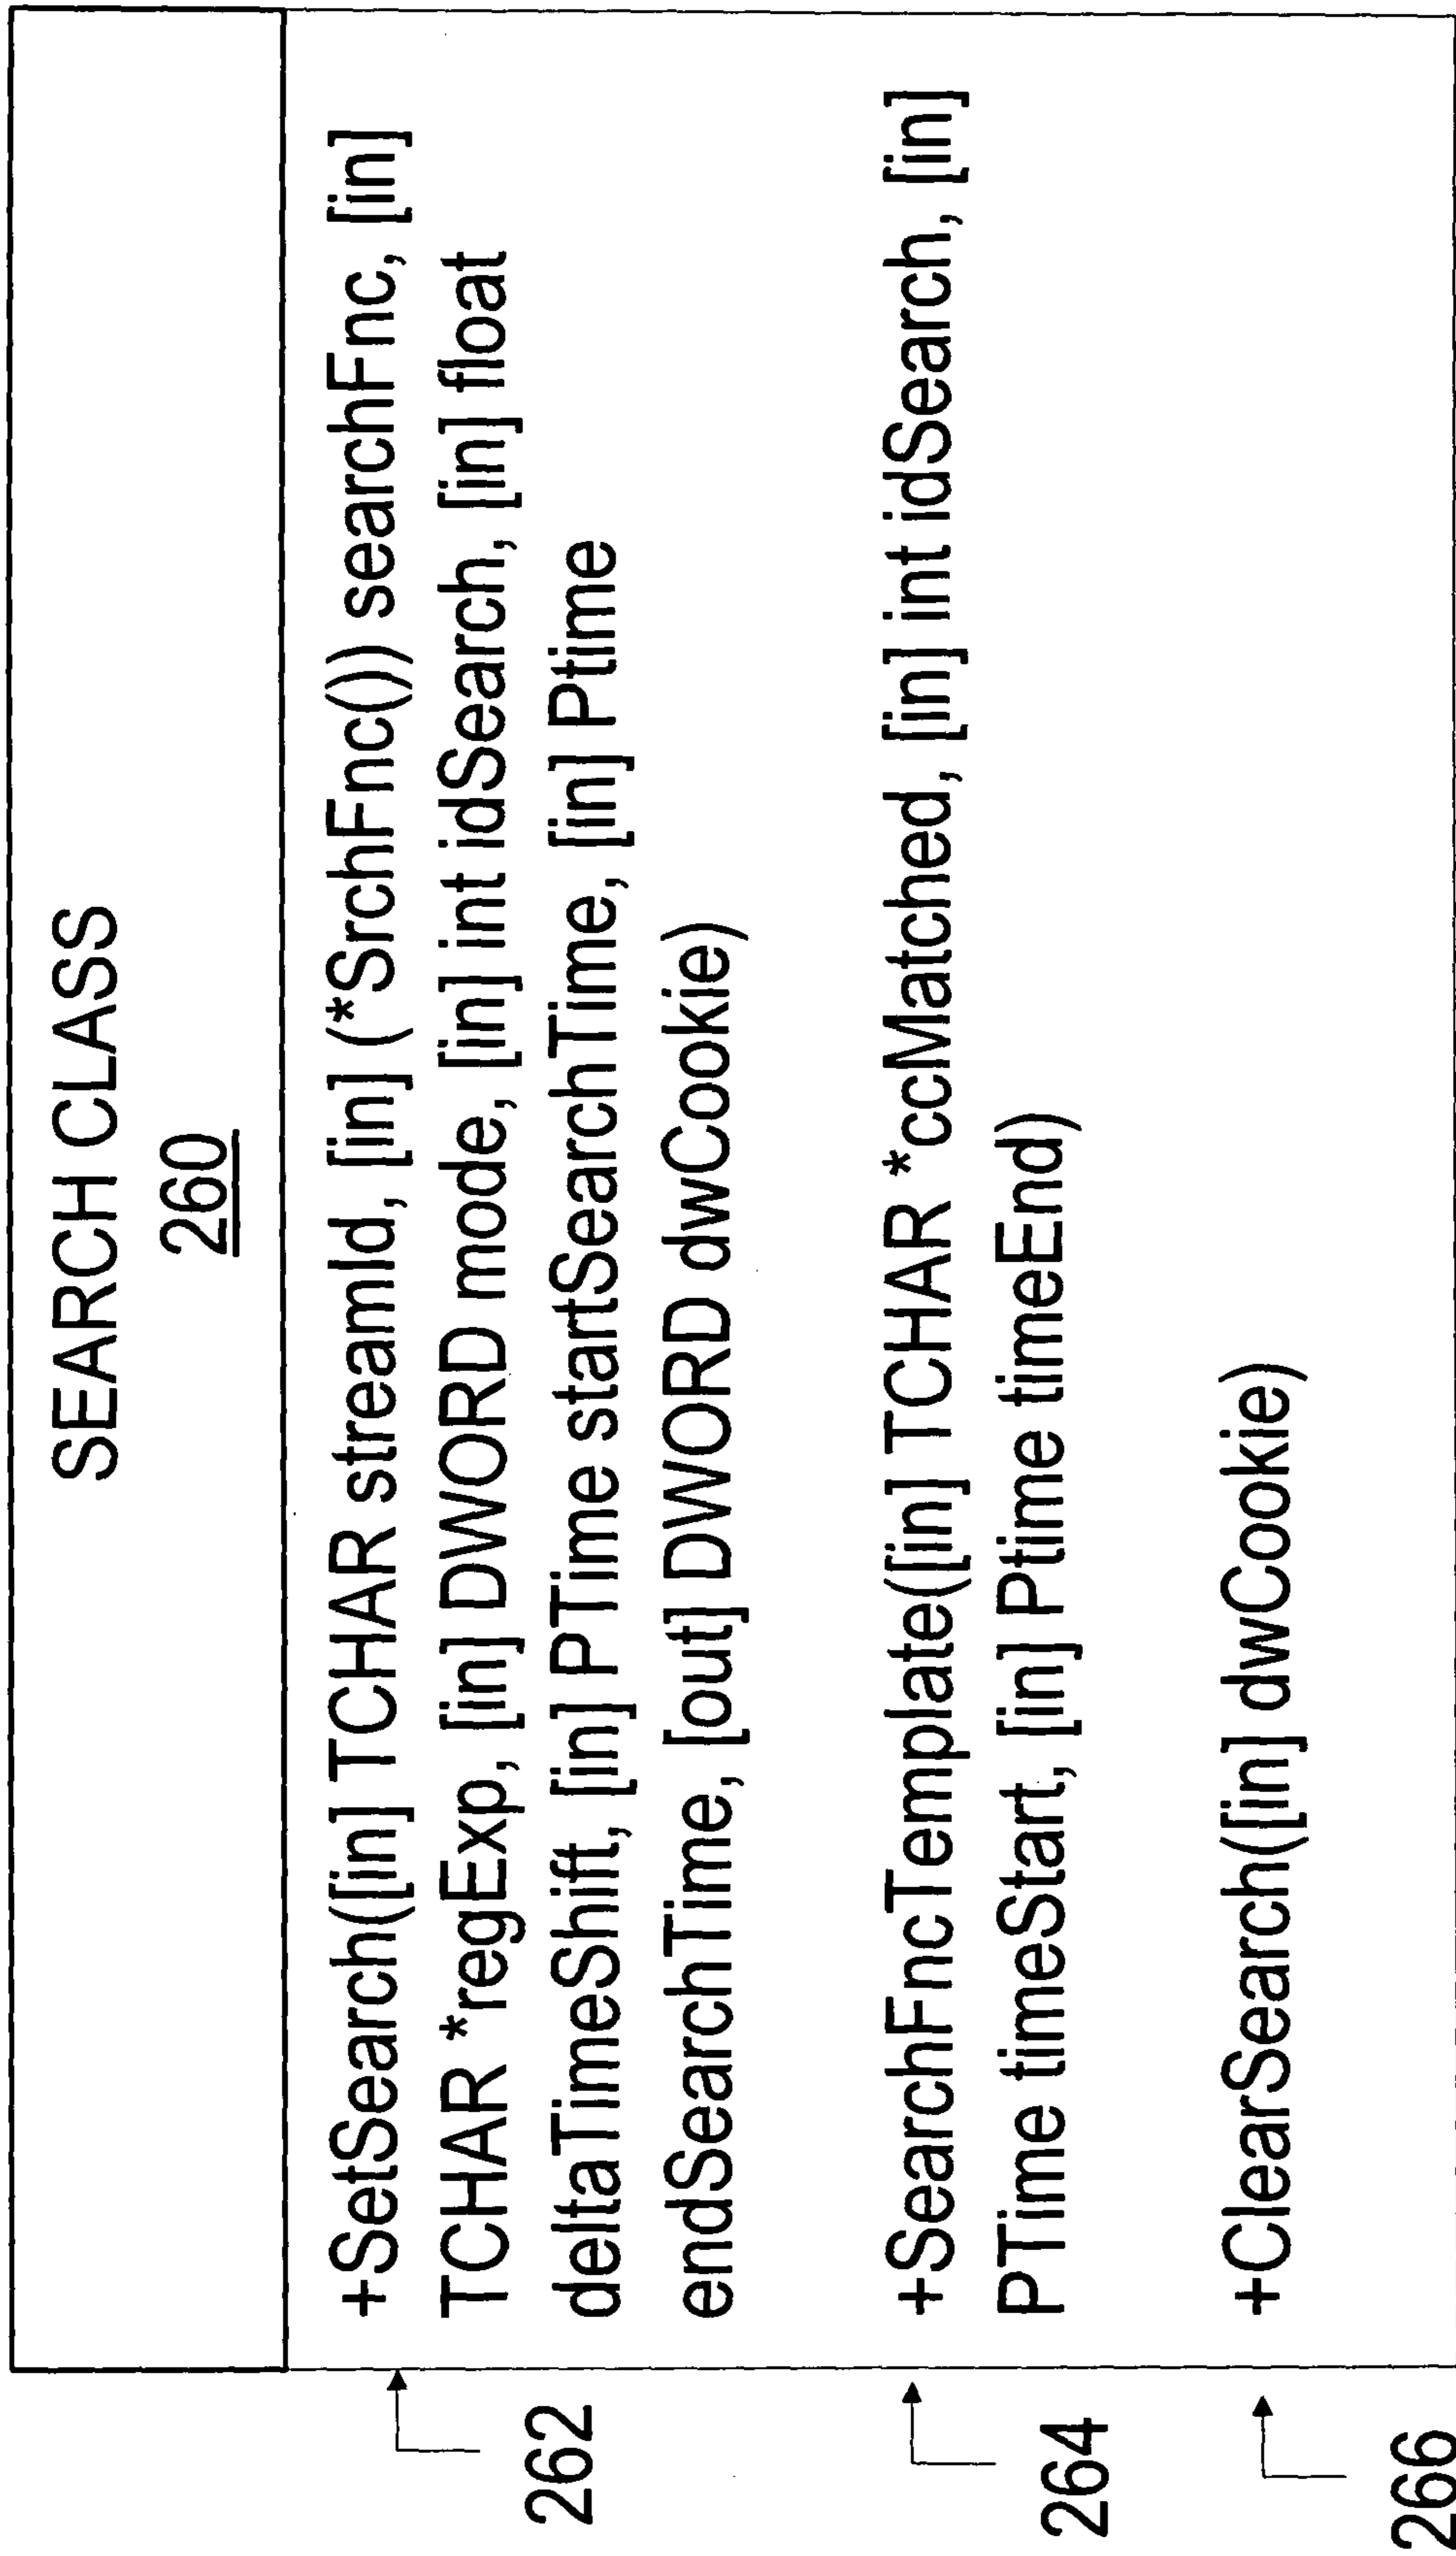 SEARCH CLASS
260
+SetSearch([in] TCHAR streamId, [in] (*SrchFnc()) searchFnc, [in]
TCHAR *regExp, [in] DWORD mode, [in] int idSearch, [in] float
deltaTimeShift, [in] PTime startSearchTime, [in] Ptime
endSearchTime, [out] DWORD dwCookie)
262
+SearchFncTemplate([in] TCHAR *ccMatched, [in] int idSearch, [in]
PTime timeStart, [in] Ptime timeEnd)
264
+ClearSearch([in] dwCookie)
266